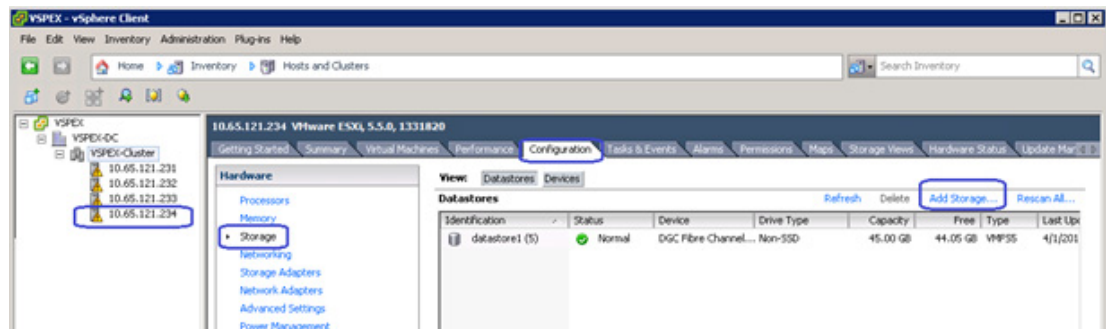 VSPEX - vSphere Client
File Edit View Inventory Administration Plug-ins Help
Home Inventory Hosts and Clusters
Search Inventory
VSPEX
VSPEX-DC
VSPEX-Cluster
10.65.121.231
10.65.121.232
10.65.121.233
10.65.121.234
10.65.121.234 VMware ESXi, 5.5.0, 1331820
Getting Started Summary Virtual Machines Performance Configuration Tasks & Events Alarms Permissions Maps Storage Views Hardware Status Update Mar
Hardware
Processors
Memory
Storage
Networking
Storage Adapters
Network Adapters
Advanced Settings
Power Management
View: Datastores Devices
Datastores Refresh Delete Add Storage... Rescan All...
Identification Status Device Drive Type Capacity Free Type Last Upd
datastore1 (5) Normal DGC Fibre Channel... Non-SSD 45.00 GB 44.05 GB VMFS5 4/1/201